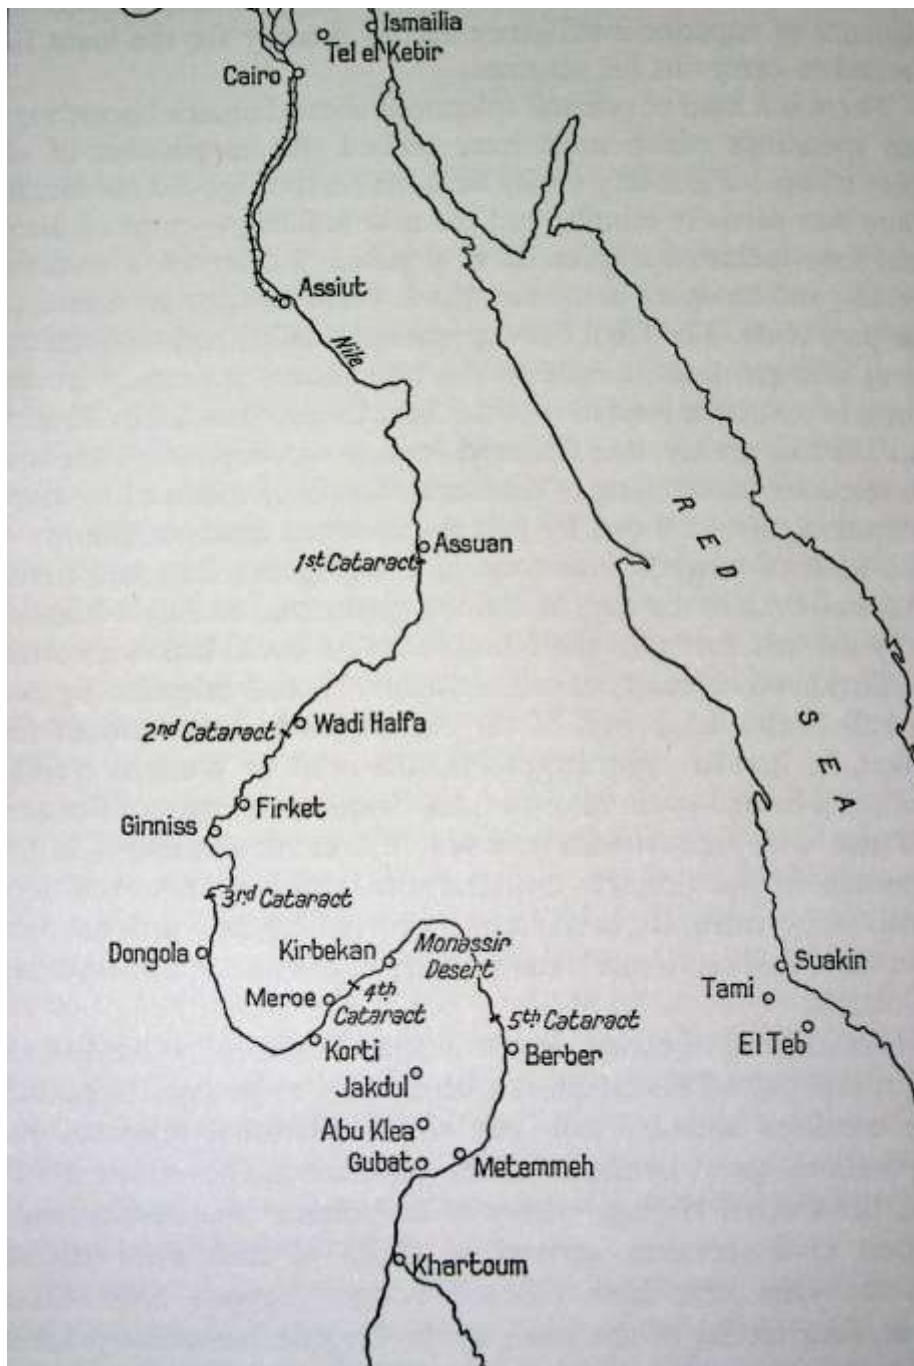 Ismailia
Tel el Kebir
Cairo
Assiut
Nile
RED SEA
Assuan
1st Cataract
Wadi Halfa
2nd Cataract
Firket
Ginniss
3rd Cataract
Dongola
Kirbekan
Monassir
Desert
Suakin
Tami
Meroe
4th
Cataract
5th Cataract
El Teb
Korti
Berber
Jakdul
Abu Klea
Gubat
Metemmeh
Khartoum